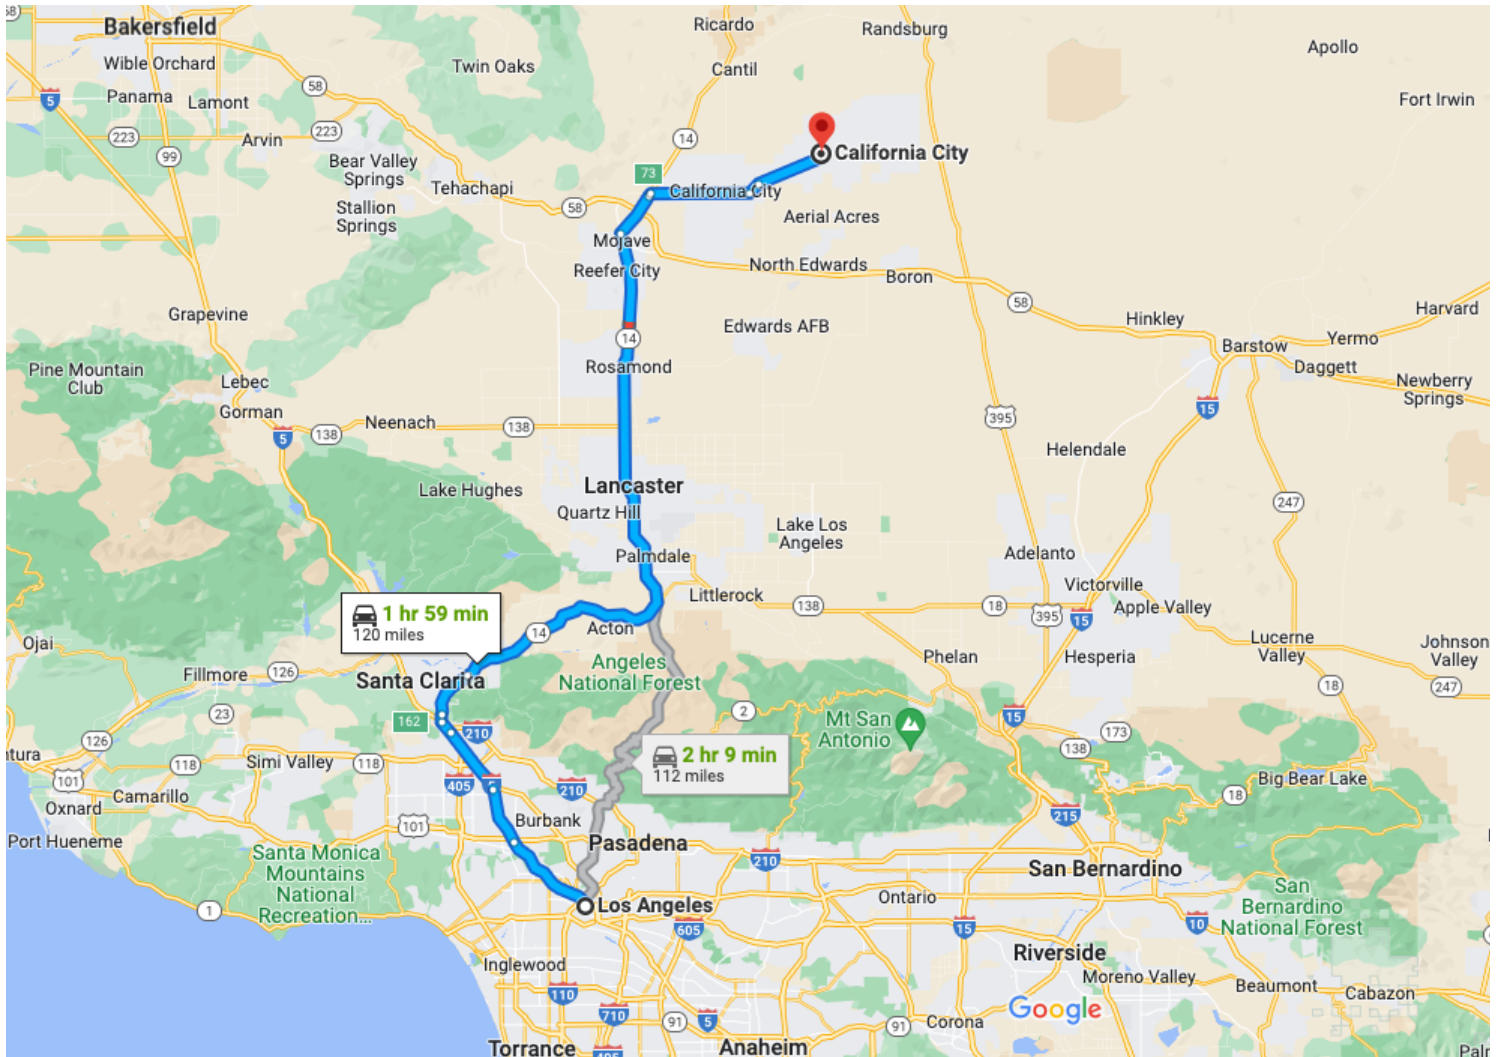 58
Bakersfield
Ricardo
Randsburg
Apollo
Wible Orchard
Twin Oaks
Cantil
58
5
Panama
Lamont
Fort Irwin
223
Arvin
223
14
99
Bear Valley
Springs
California City
73
Tehachapi
California City
Stallion
Springs
58
Aerial Acres
Mojave
Reefer City
North Edwards
Boron
58
Grapevine
Edwards AFB
Hinkley
Harvard
14
Yermo
Barstow
Pine Mountain
Club
Rosamond
Daggett
Lebec
Newberry
Springs
Gorman
15
Neenach
395
5
138
138
Helendale
Lancaster
Lake Hughes
Quartz Hill
247
Lake Los
Angeles
Palmdale
Adelanto
Victorville
Littlerock
138
18
395
15
Apple Valley
1 hr 59 min
120 miles
Acton
14
Ojai
Lucerne
Valley
Johnson
Valley
Angeles
National Forest
Phelan
Hesperia
Fillmore
126
Santa Clarita
18
247
23
162
2
Mt San
Antonio
15
210
173
126
138
ntura
118
Simi Valley
118
2 hr 9 min
112 miles
101
405
5
210
Big Bear Lake
Camarillo
18
Oxnard
101
Burbank
215
Port Hueneme
Pasadena
Santa Monica
Mountains
National
Recreation...
210
San Bernardino
San
Bernardino
National Forest
1
Los Angeles
Ontario
605
15
10
Riverside
Inglewood
Moreno Valley
Beaumont
Cabazon
110
Google
710
91
5
91
Corona
Torrance
405
Anaheim
Palr